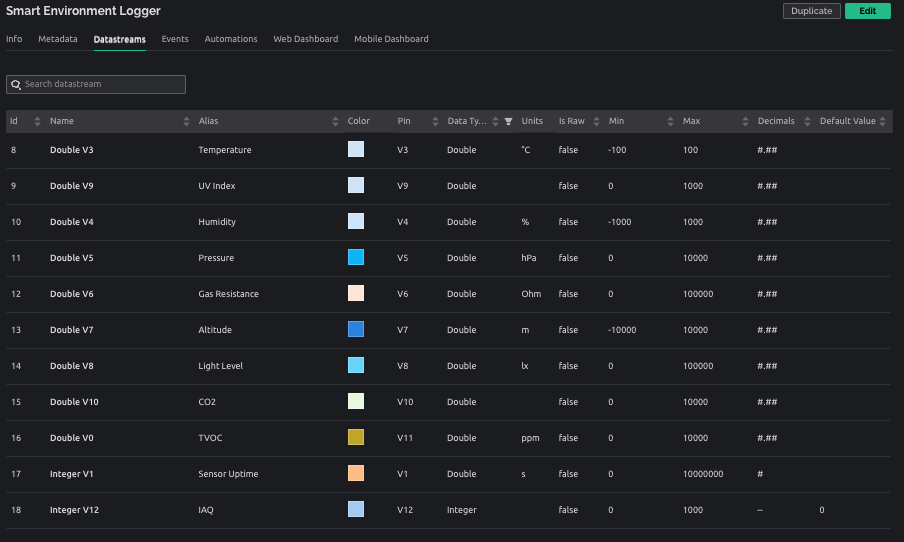 Smart Environment Logger
Duplicate Edit
Info Metadata Datastreams Events Automations Web Dashboard Mobile Dashboard
Search datastream
Id Name Alias Color Pin Data Ty... Units Is Raw Min Max Decimals Default Value
8 Double V3 Temperature V3 Double °C false -100 100 #.##
9 Double V9 UV Index V9 Double false 0 1000 #.##
10 Double V4 Humidity V4 Double % false -1000 1000 #.##
11 Double V5 Pressure V5 Double hPa false 0 10000 #.##
12 Double V6 Gas Resistance V6 Double Ohm false 0 100000 #.##
13 Double V7 Altitude V7 Double m false -10000 10000 #.##
14 Double V8 Light Level V8 Double lx false 0 100000 #.##
15 Double V10 CO2 V10 Double false 0 10000 #.##
16 Double V0 TVOC V11 Double ppm false 0 10000 #.##
17 Integer V1 Sensor Uptime V1 Double s false 0 10000000 #
18 Integer V12 IAQ V12 Integer false 0 1000 – 0